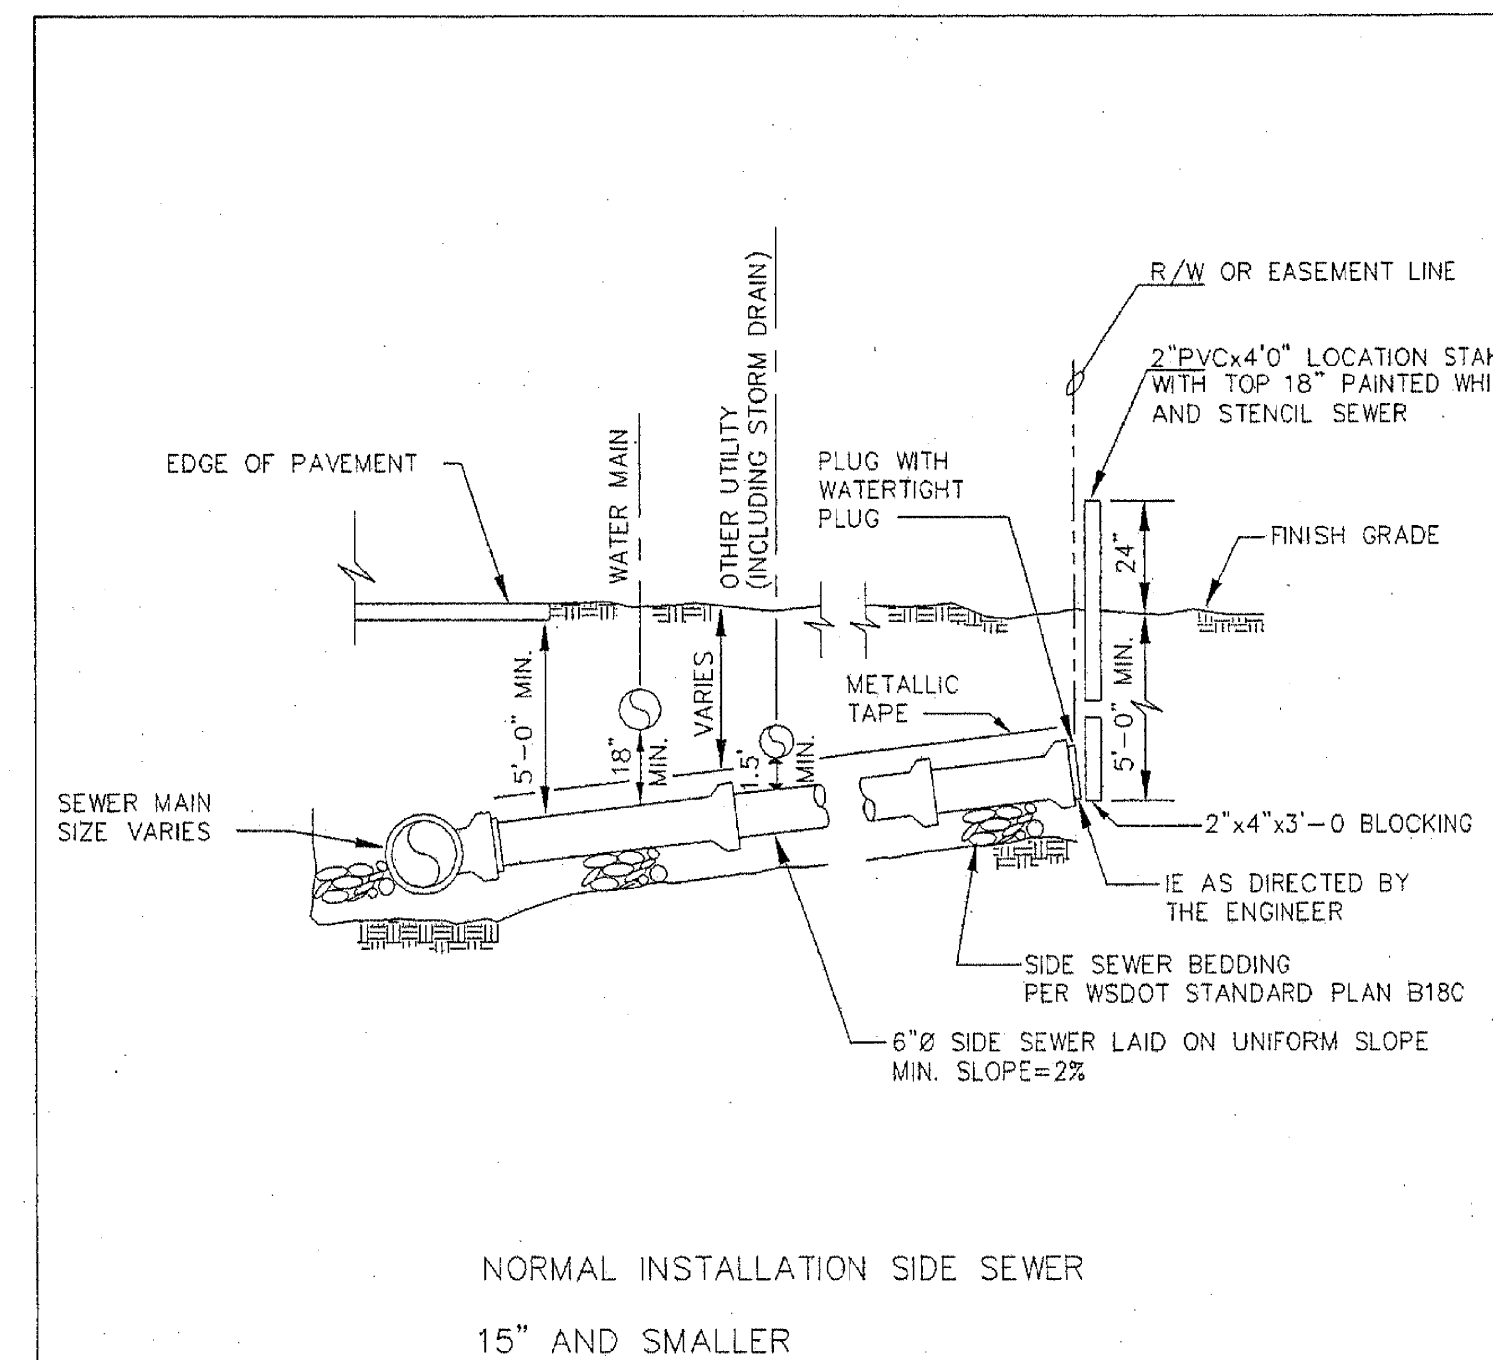 R/W OR EASEMENT LINE
2"PVCx4'0" LOCATION
WITH TOP 18" PAINTED
AND STENCIL SEWER
EDGE OF PAVEMENT
WATER MAIN
OTHER UTILITY
(INCLUDING STORM DRAIN)
PLUG WITH
WATERTIGHT
PLUG
24"
FINISH GRADE
5'-0" MIN.
18"
MIN.
VARIES
1.5'
MIN.
METALLIC
TAPE
5'-0" MIN.
SEWER MAIN
SIZE VARIES
2"x4"x3'-0 BLOCKING
IE AS DIRECTED BY
THE ENGINEER
SIDE SEWER BEDDING
PER WSDOT STANDARD PLAN B18C
6"Ø SIDE SEWER LAID ON UNIFORM SLOPE
MIN. SLOPE=2%
NORMAL INSTALLATION SIDE SEWER
15" AND SMALLER